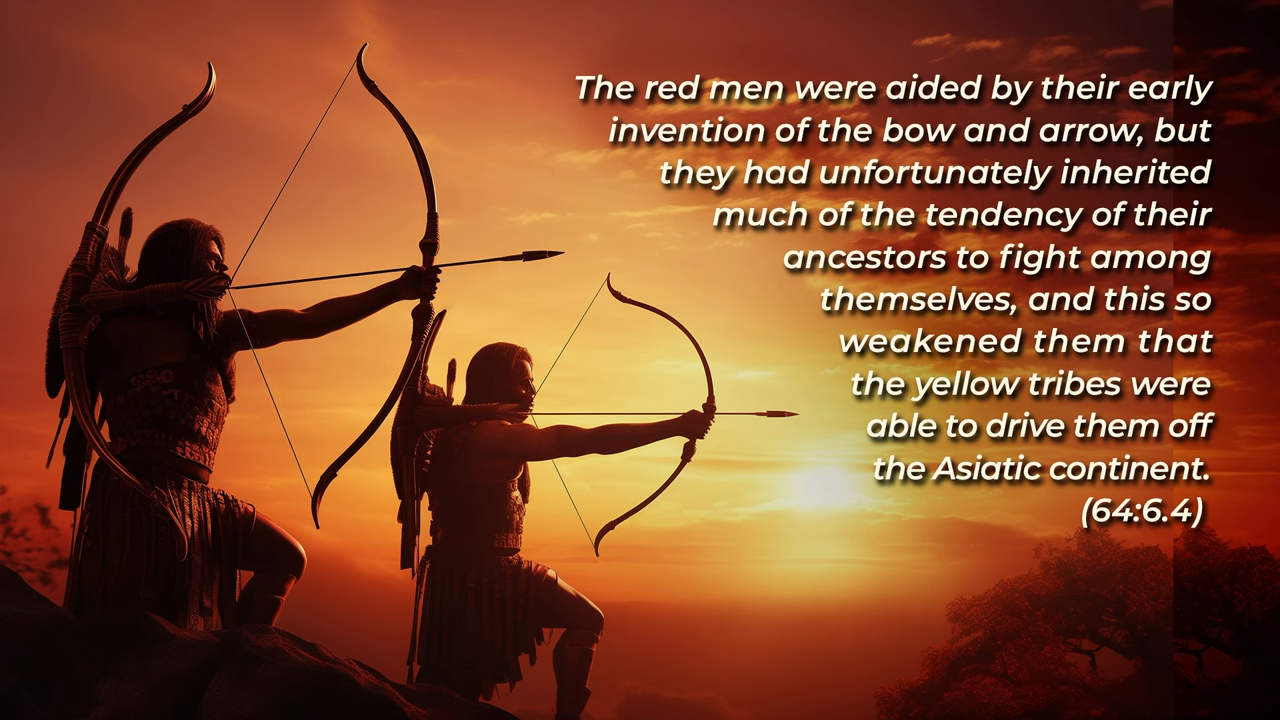 The red men were aided by their early
invention of the bow and arrow, but
they had unfortunately inherited
much of the tendency of their
ancestors to fight among
themselves, and this so
weakened them that
the yellow tribes were
able to drive them off
the Asiatic continent.
(64:6.4)